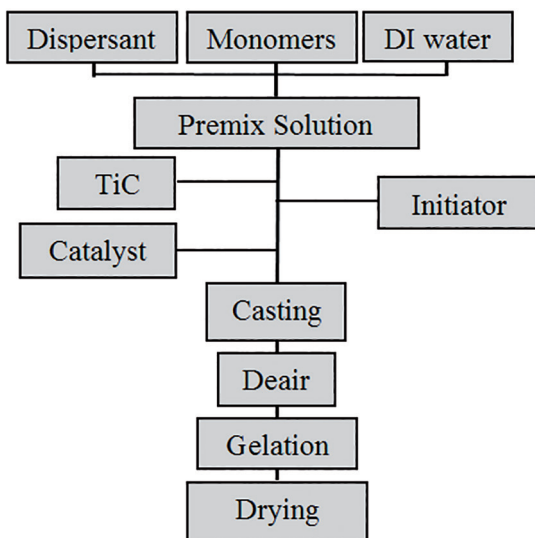 Dispersant
Monomers
DI water
Premix Solution
TiC
Initiator
Catalyst
Casting
Deair
Gelation
Drying